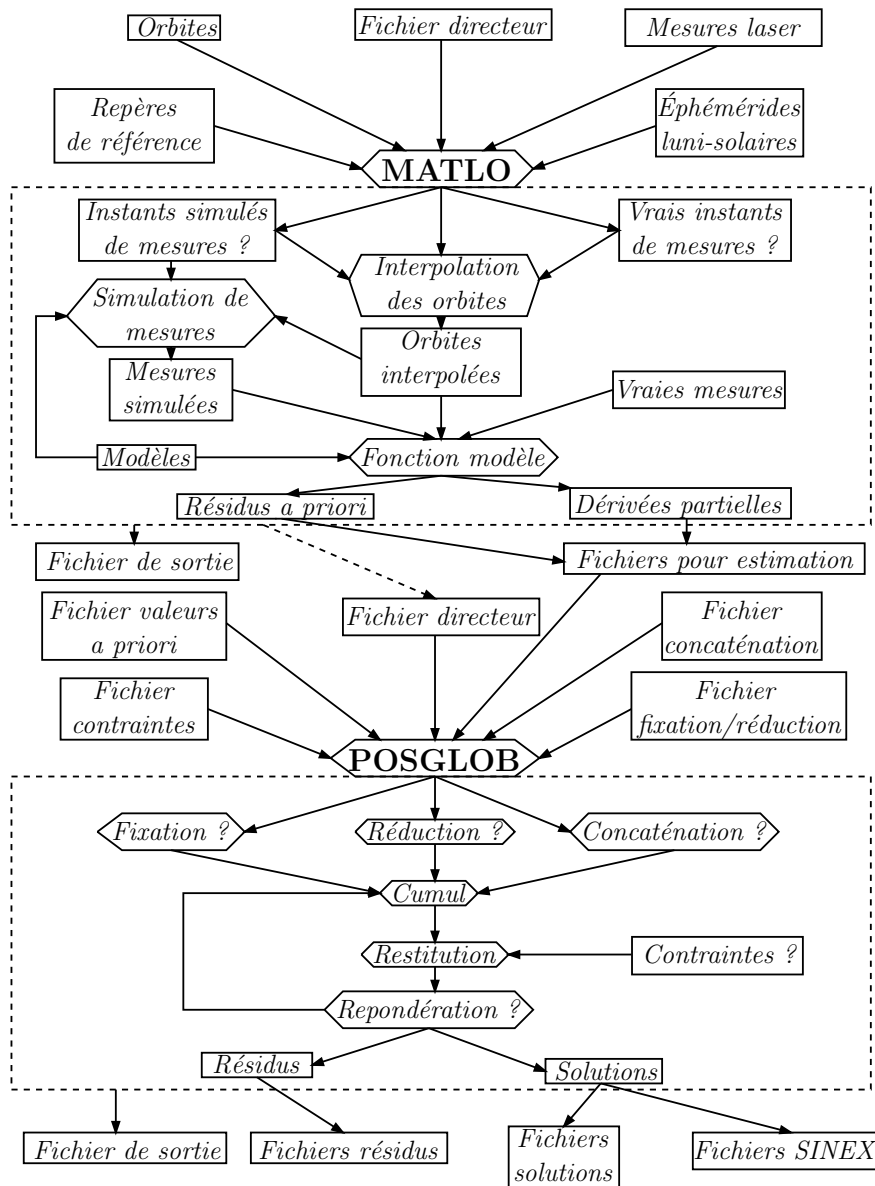 Orbites
Fichier directeur
Mesures laser
Repères
de référence
Éphémérides
luni-solaires
MATLO
Instants simulés
de mesures ?
Vrais instants
de mesures ?
Interpolation
des orbites
Simulation de
mesures
Orbites
interpolées
Mesures
simulées
Vraies mesures
Modèles
Fonction modèle
Résidus a priori
Dérivées partielles
Fichier de sortie
Fichiers pour estimation
Fichier valeurs
a priori
Fichier directeur
Fichier
concaténation
Fichier
contraintes
Fichier
fixation/réduction
POSGLOB
Fixation ?
Réduction ?
Concaténation ?
Cumul
Restitution
Contraintes ?
Repondération ?
Résidus
Solutions
Fichier de sortie
Fichiers résidus
Fichiers
solutions
Fichiers SINEX